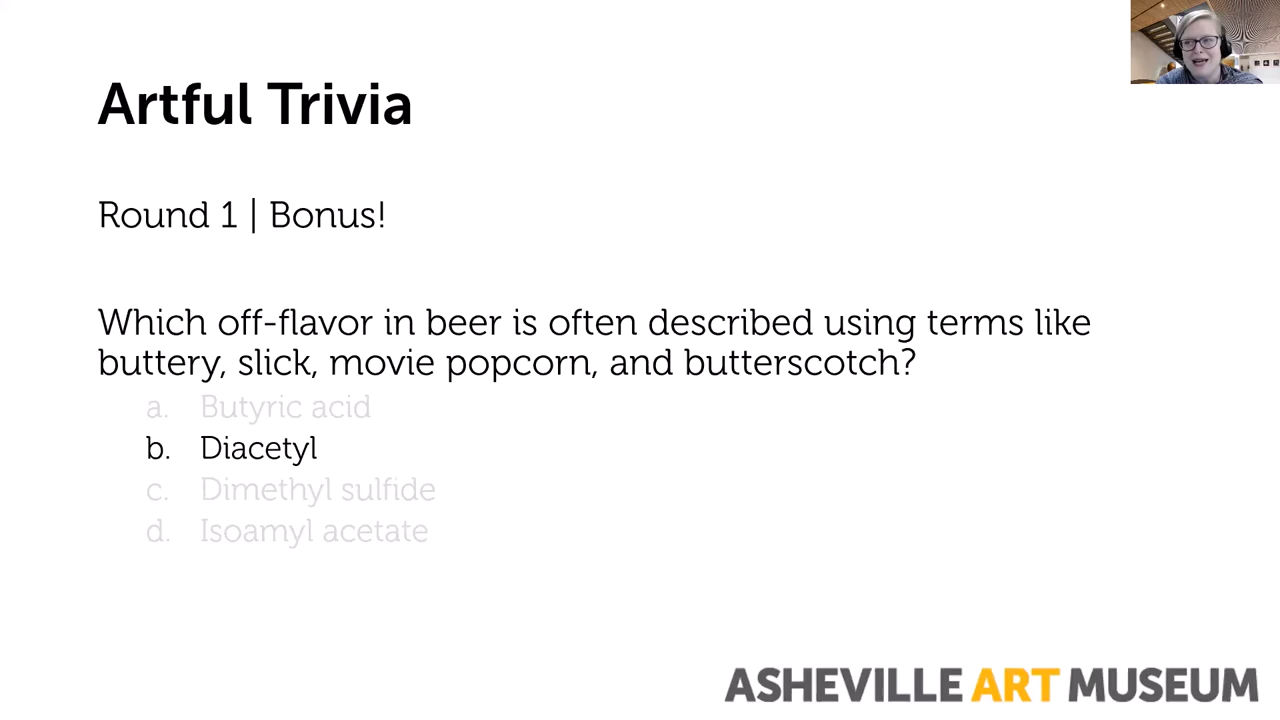 Artful Trivia
Round 1 | Bonus!
Which off-flavor in beer is often described using terms like
buttery, slick, movie popcorn, and butterscotch?
a. Butyric acid
b. Diacetyl
c. Dimethyl sulfide
d. Isoamyl acetate
ASHEVILLE ART MUSEUM